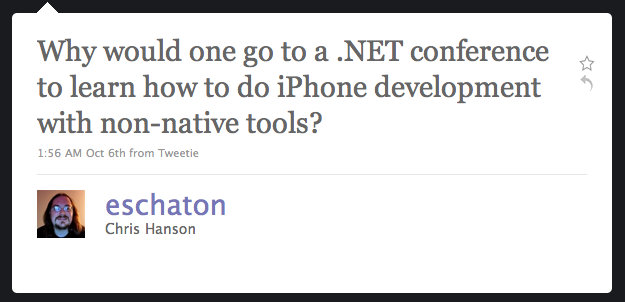 Why would one go to a .NET conference
to learn how to do iPhone development
with non-native tools?
1:56 AM Oct 6th from Tweetie
eschaton
Chris Hanson